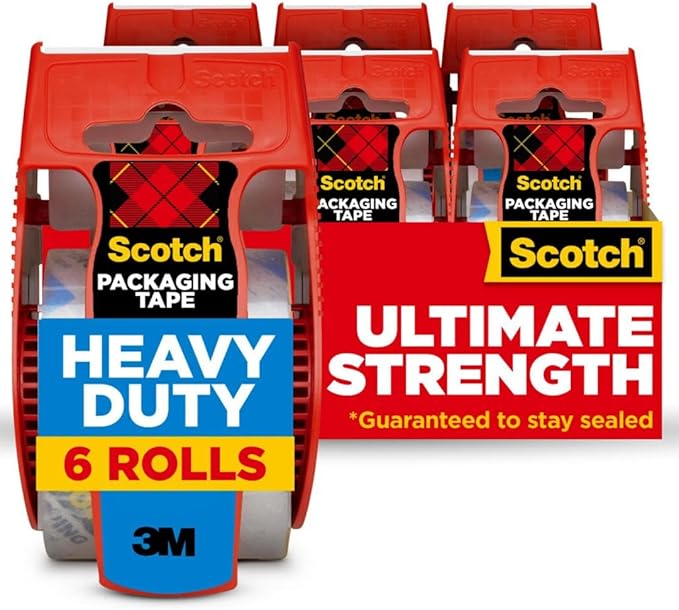 Scotch
Scotch®
PACKAGING
TAPE
HEAVY
DUTY
6 ROLLS
3M
Scotch
PACKAGING
TAPE
Scotch
PACKAGING
TAPE
Scotch®
ULTIMATE
STRENGTH
*Guaranteed to stay sealed